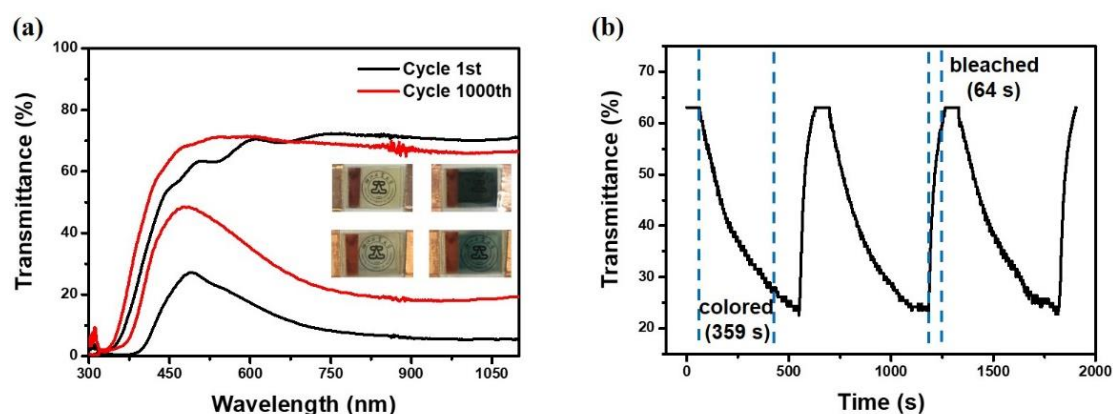 (a)
100
80
60
40
20
0
Transmittance (%)
Cycle 1st
Cycle 1000th
300 450 600 750 900 1050
Wavelength (nm)
(b)
70
60
50
40
30
20
Transmittance (%)
bleached
(64 s)
colored
(359 s)
0 500 1000 1500 2000
Time (s)